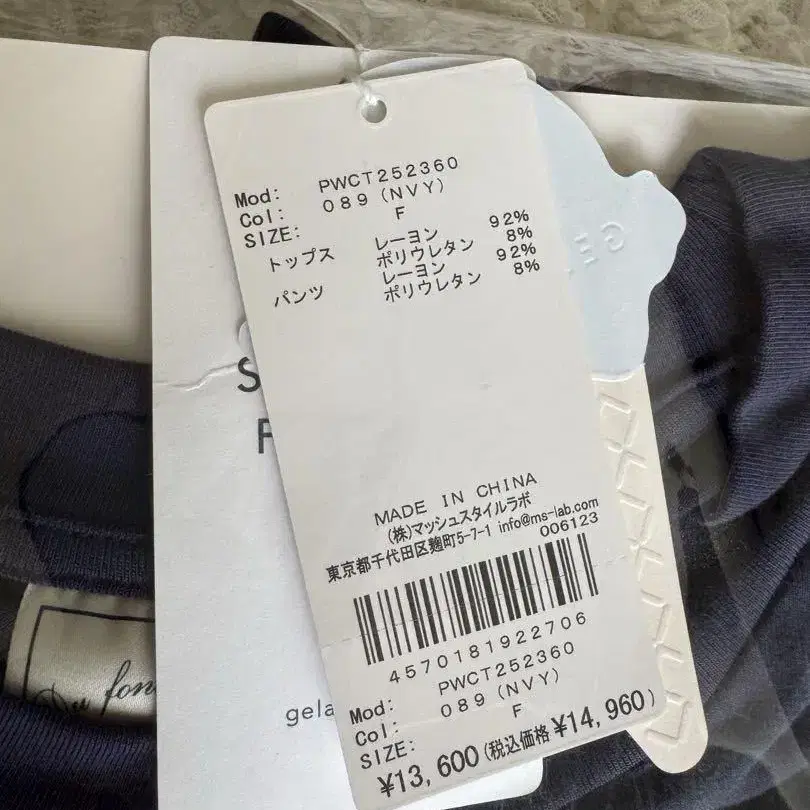 Mod: PWCT252360
Col: 089 (NVY)
SIZE: F
トップス レーヨン 92%
ポリウレタン 8%
パンツ レーヨン 92%
ポリウレタン 8%
MADE IN CHINA
(株)マッシュスタイルラボ
東京都千代田区麹町5-7-1 info@ms-lab.com
006123
4570181922706
Mod: PWCT252360
Col: 089 (NVY)
SIZE: F
¥13,600 (税込価格 ¥14,960)
GE
S
F
gela
Du fon